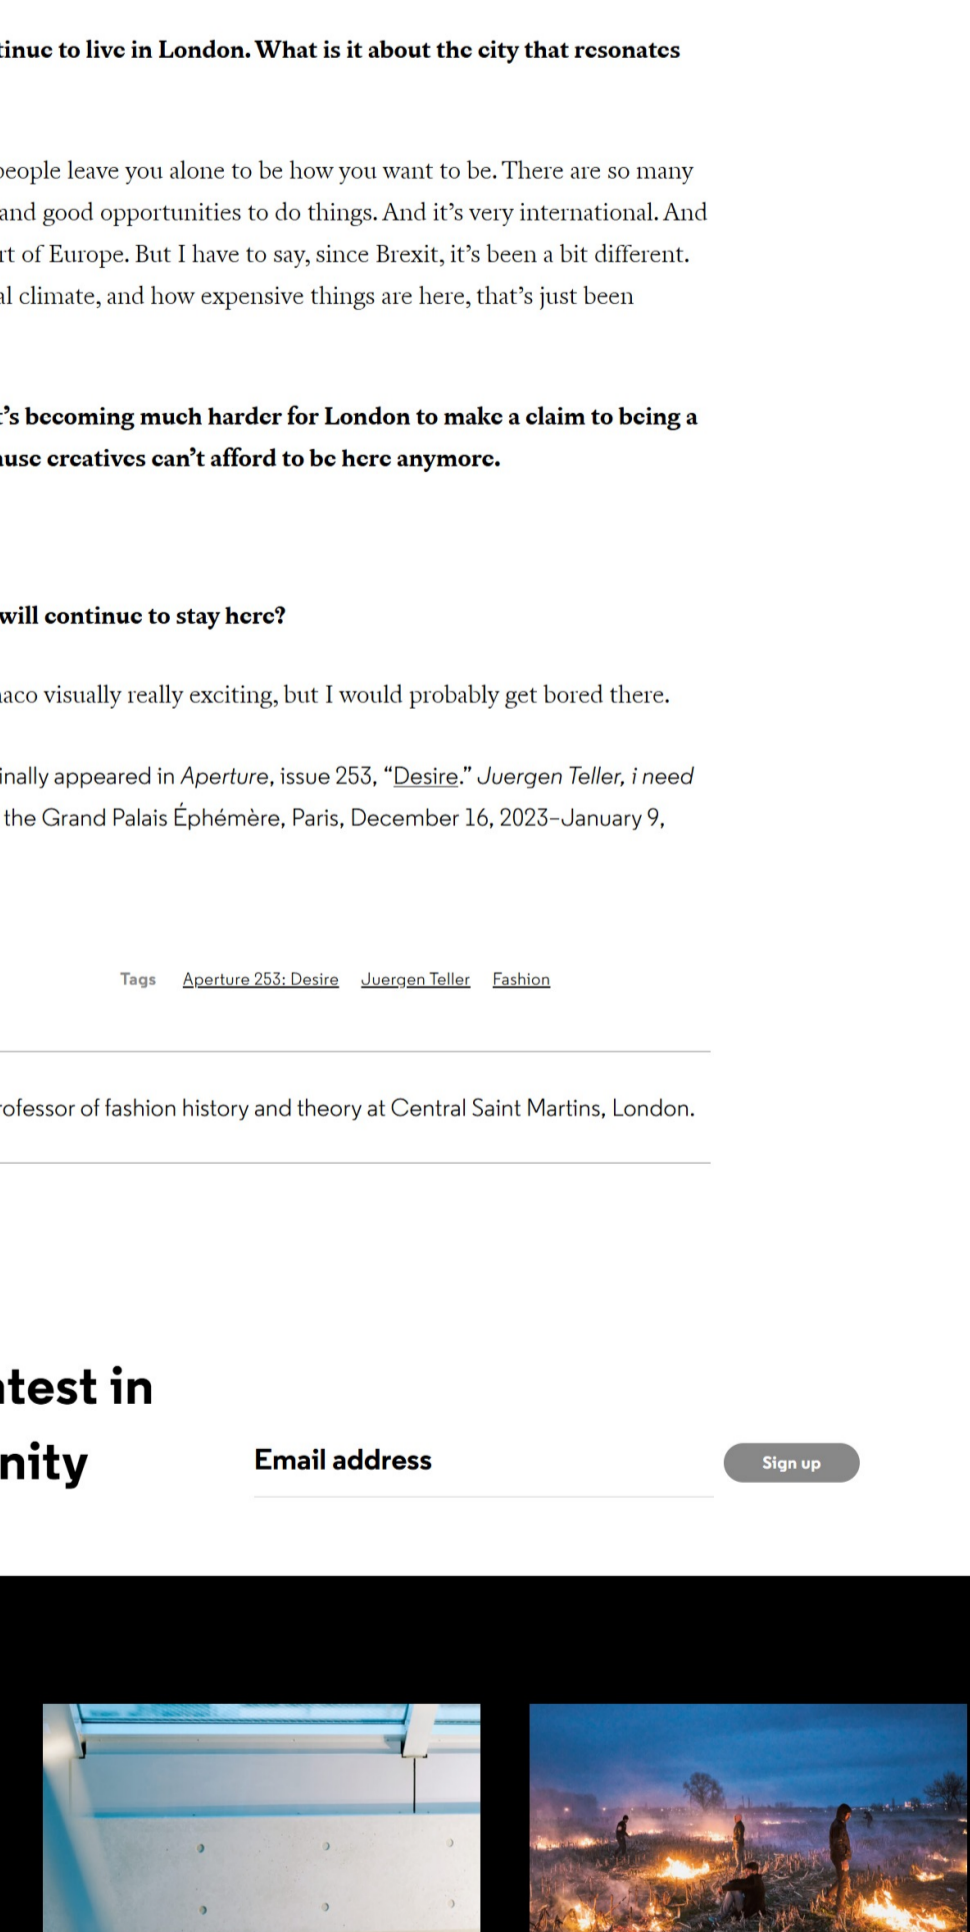 tinue to live in London. What is it about the city that resonates
people leave you alone to be how you want to be. There are so many
and good opportunities to do things. And it’s very international. And
rt of Europe. But I have to say, since Brexit, it’s been a bit different.
al climate, and how expensive things are here, that’s just been
t’s becoming much harder for London to make a claim to being a
ause creatives can’t afford to be here anymore.
will continue to stay here?
naco visually really exciting, but I would probably get bored there.
inally appeared in Aperture, issue 253, “Desire.” Juergen Teller, i need
the Grand Palais Éphémère, Paris, December 16, 2023–January 9,
Tags Aperture 253: Desire Juergen Teller Fashion
rofessor of fashion history and theory at Central Saint Martins, London.
atest in
nity
Email address
Sign up